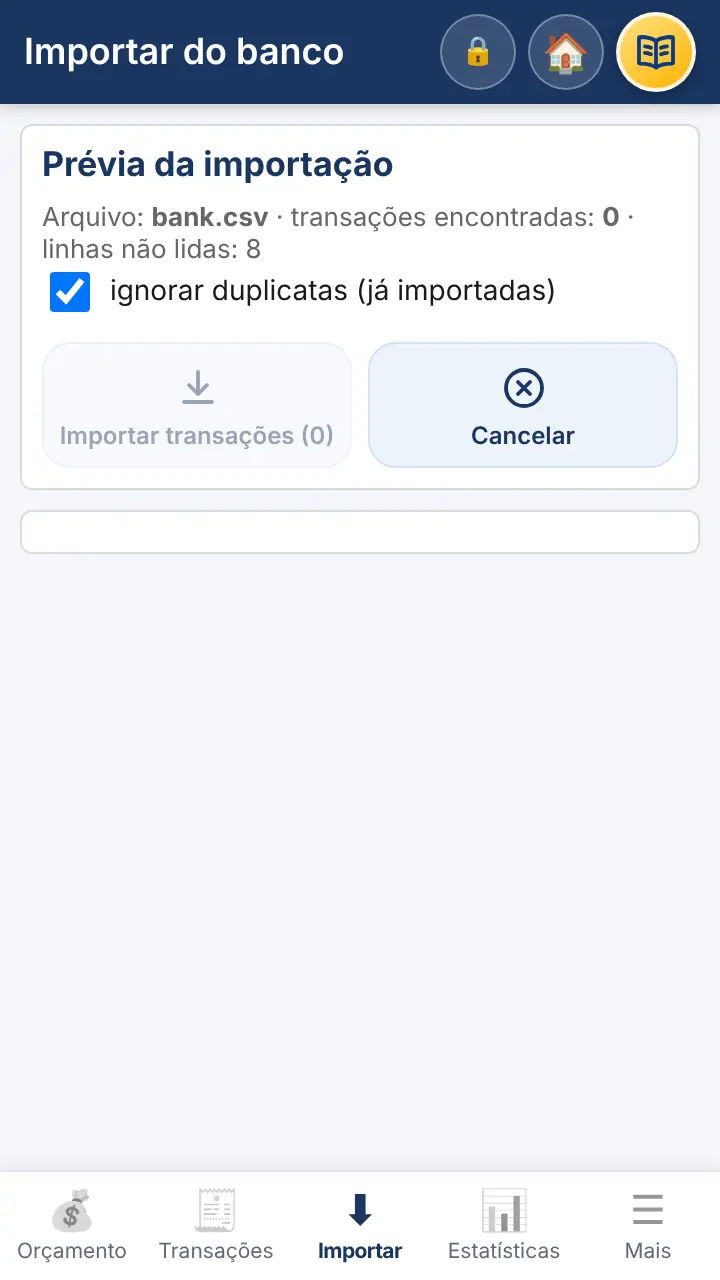 Importar do banco
Prévia da importação
Arquivo: bank.csv · transações encontradas: 0 ·
linhas não lidas: 8
ignorar duplicatas (já importadas)
Importar transações (0)
Cancelar
Orçamento
Transações
Importar
Estatísticas
Mais